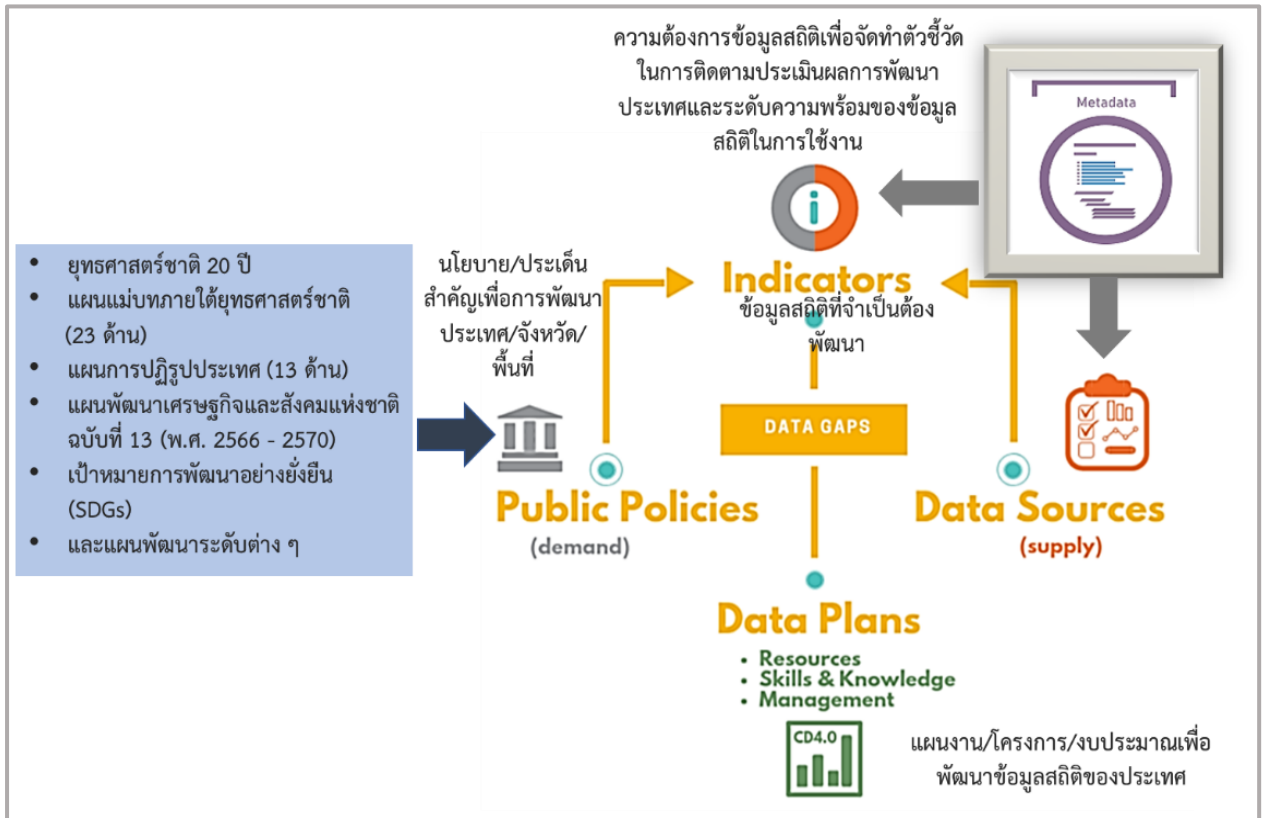 ความต้องการข้อมูลสถิติเพื่อจัดทำตัวชี้วัด
ในการติดตามประเมินผลการพัฒนา
ประเทศและระดับความพร้อมของข้อมูล
สถิติในการใช้งาน
Metadata
i
• ยุทธศาสตร์ชาติ 20 ปี
• แผนแม่บทภายใต้ยุทธศาสตร์ชาติ
(23 ด้าน)
• แผนการปฏิรูปประเทศ (13 ด้าน)
• แผนพัฒนาเศรษฐกิจและสังคมแห่งชาติ
ฉบับที่ 13 (พ.ศ. 2566 - 2570)
• เป้าหมายการพัฒนาอย่างยั่งยืน
(SDGs)
• และแผนพัฒนาระดับต่าง ๆ
นโยบาย/ประเด็น
สำคัญเพื่อการพัฒนา
ประเทศ/จังหวัด/
พื้นที่
Indicators
ข้อมูลสถิติที่จำเป็นต้อง
พัฒนา
DATA GAPS
Public Policies
(demand)
Data Sources
(supply)
Data Plans
• Resources
• Skills & Knowledge
• Management
CD4.0
แผนงาน/โครงการ/งบประมาณเพื่อ
พัฒนาข้อมูลสถิติของประเทศ